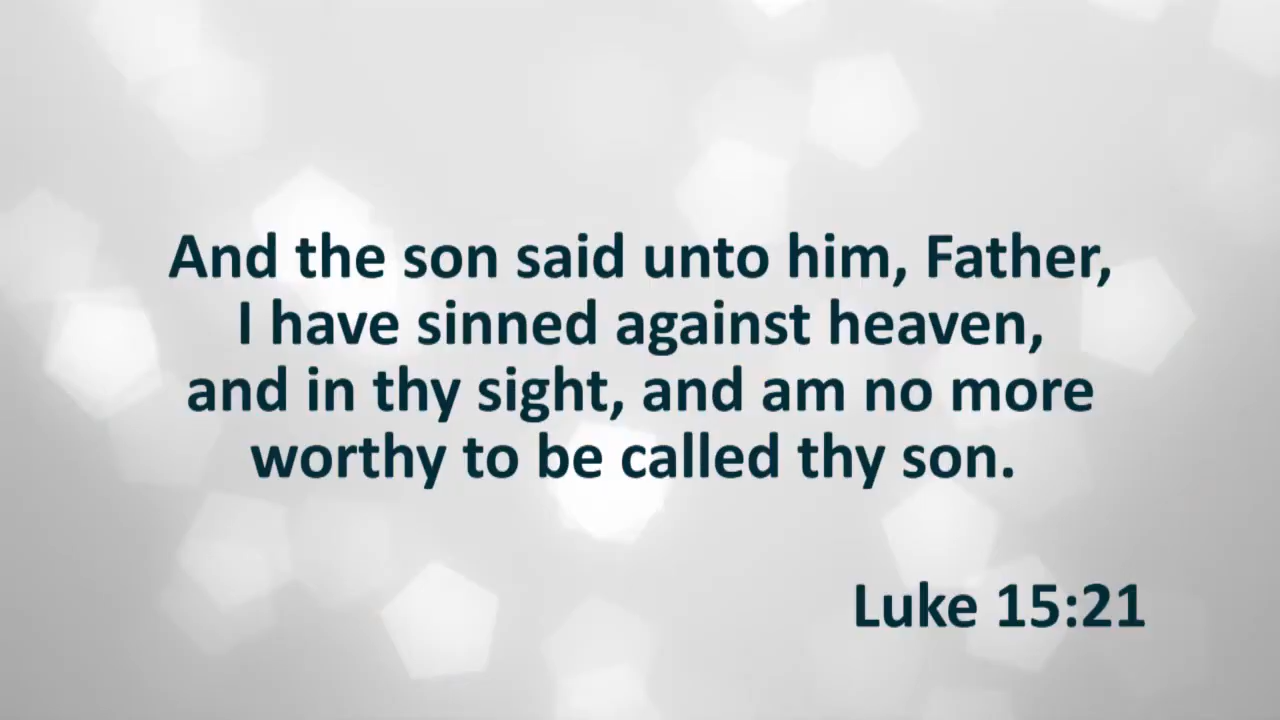 And the son said unto him, Father,
I have sinned against heaven,
and in thy sight, and am no more
worthy to be called thy son.
Luke 15:21